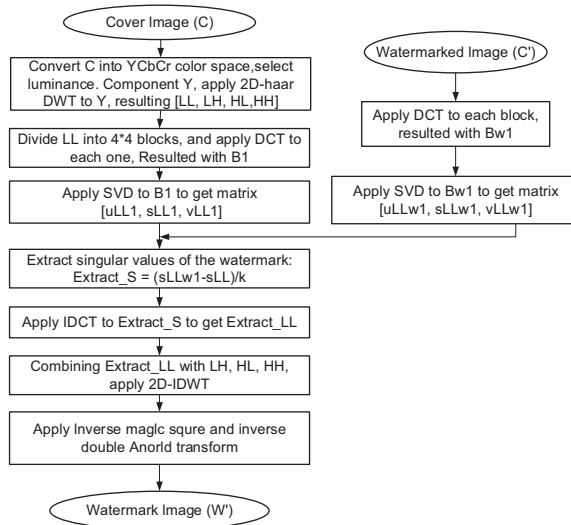 Cover Image (C)
Convert C into YCbCr color space,select
luminance. Component Y, apply 2D-haar
DWT to Y, resulting [LL, LH, HL,HH]
Divide LL into 4*4 blocks, and apply DCT to
each one, Resulted with B1
Apply SVD to B1 to get matrix
[uLL1, sLL1, vLL1]
Watermarked Image (C')
Apply DCT to each block,
resulted with Bw1
Apply SVD to Bw1 to get matrix
[uLLw1, sLLw1, vLLw1]
Extract singular values of the watermark:
Extract_S = (sLLw1-sLL)/k
Apply IDCT to Extract_S to get Extract_LL
Combining Extract_LL with LH, HL, HH,
apply 2D-IDWT
Apply Inverse magIc squre and inverse
double Anorld transform
Watermark Image (W')